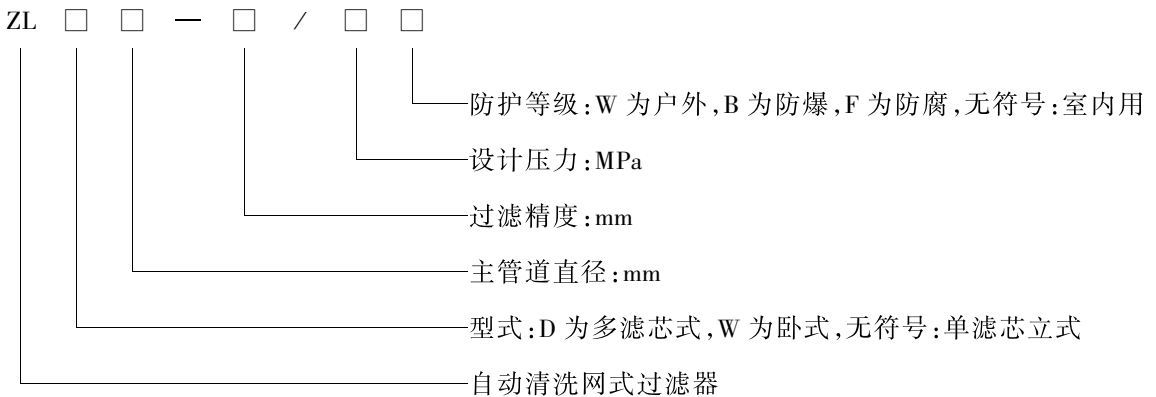 ZL □ □ — □ / □ □
防护等级:W 为户外,B 为防爆,F 为防腐,无符号:室内用
设计压力:MPa
过滤精度:mm
主管道直径:mm
型式:D 为多滤芯式,W 为卧式,无符号:单滤芯立式
自动清洗网式过滤器